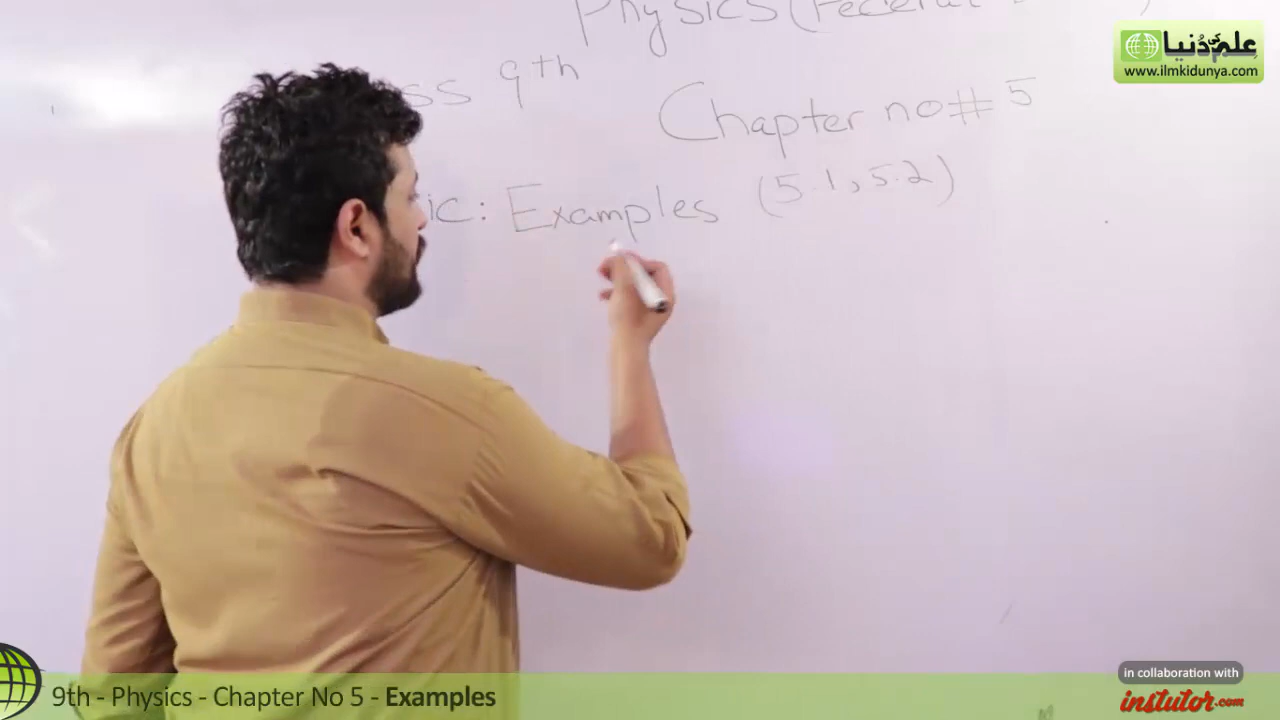 Physics (Federal
علم کی دنیا
www.ilmkidunya.com
ss 9th
Chapter no # 5
ic: Examples (5.1, 5.2)
in collaboration with
instutor.com
9th - Physics - Chapter No 5 - Examples